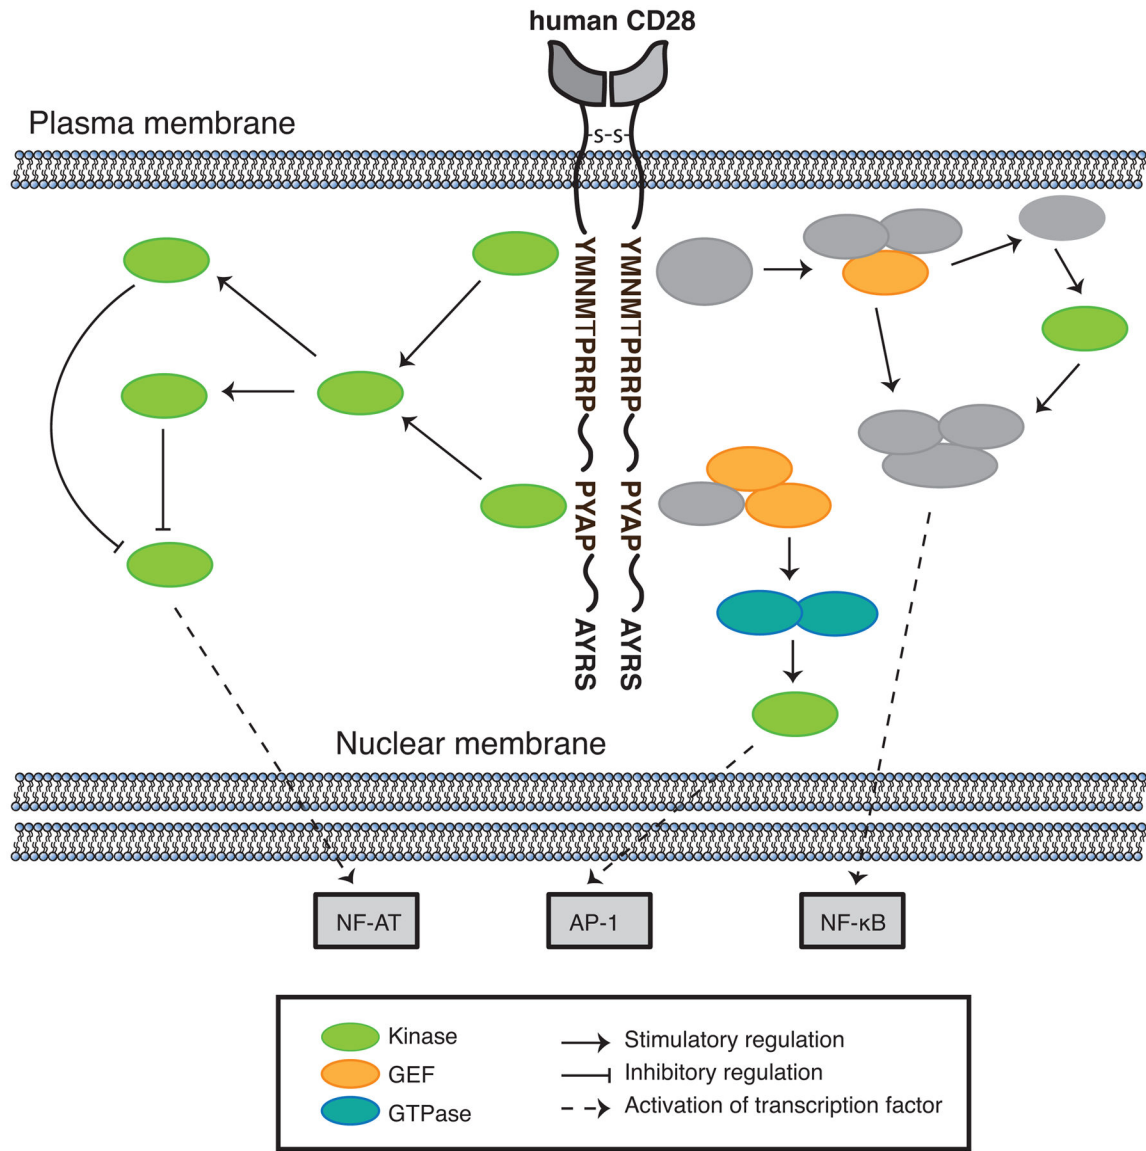 human CD28
Plasma membrane
-s-s-
YMNMTPRRP
YMNMTPRRP
PYAP
PYAP
AYRS
AYRS
Nuclear membrane
NF-AT
AP-1
NF-κB
Kinase
GEF
GTPase
Stimulatory regulation
Inhibitory regulation
Activation of transcription factor